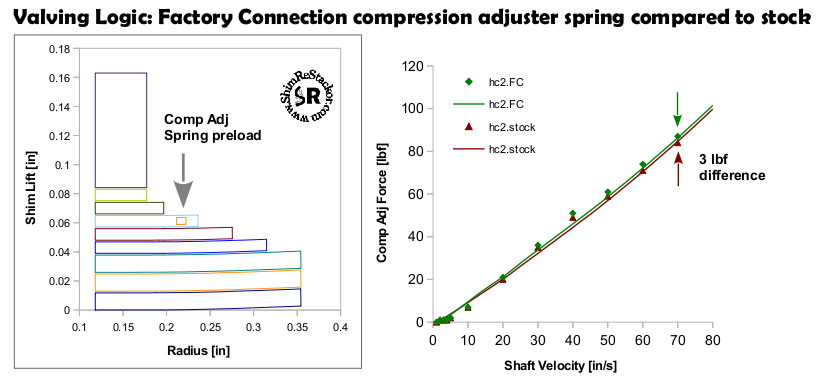 Valving Logic: Factory Connection compression adjuster spring compared to stock
0.18
0.16
0.14
0.12
0.1
0.08
0.06
0.04
0.02
0
0.1
0.15
0.2
0.25
0.3
0.35
0.4
Shim Lift [in]
Radius [in]
Comp Adj
Spring preload
www.ShimReStackor.com
SR
120
100
80
60
40
20
0
0
10
20
30
40
50
60
70
80
Comp Adj Force [lbf]
Shaft Velocity [in/s]
hc2.FC
hc2.FC
hc2.stock
hc2.stock
3 lbf
difference